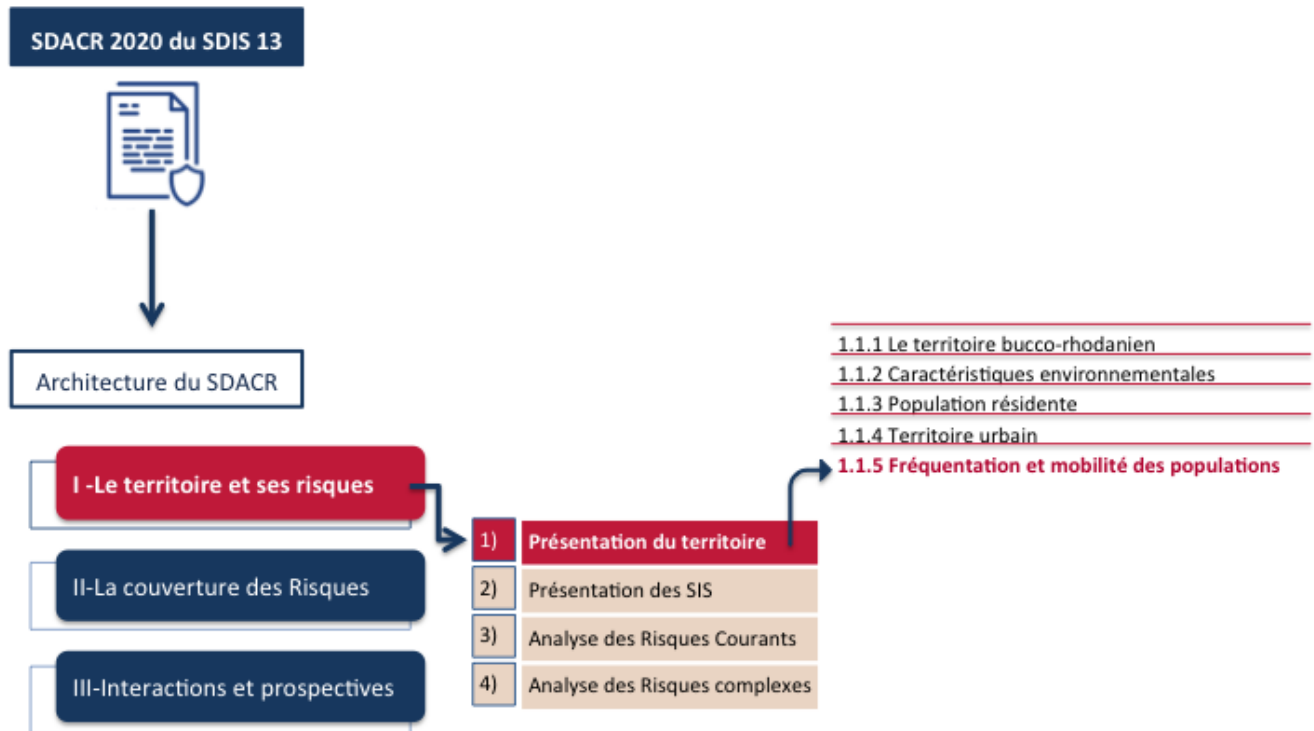 SDACR 2020 du SDIS 13
Architecture du SDACR
I -Le territoire et ses risques
II-La couverture des Risques
III-Interactions et prospectives
1) Présentation du territoire
2) Présentation des SIS
3) Analyse des Risques Courants
4) Analyse des Risques complexes
1.1.1 Le territoire bucco-rhodanien
1.1.2 Caractéristiques environnementales
1.1.3 Population résidente
1.1.4 Territoire urbain
1.1.5 Fréquentation et mobilité des populations